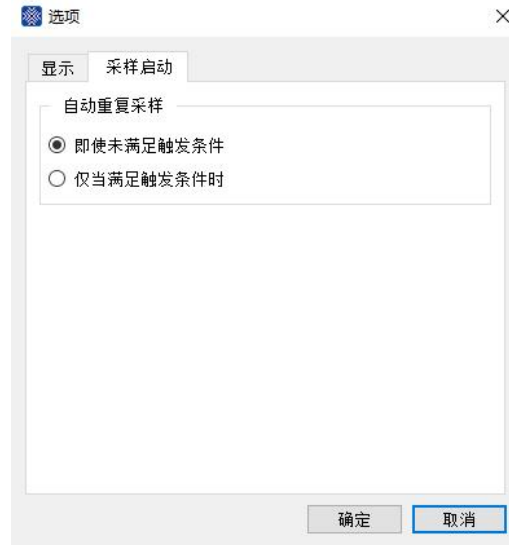 选项
显示 采样启动
自动重复采样
即使未满足触发条件
仅当满足触发条件时
确定 取消